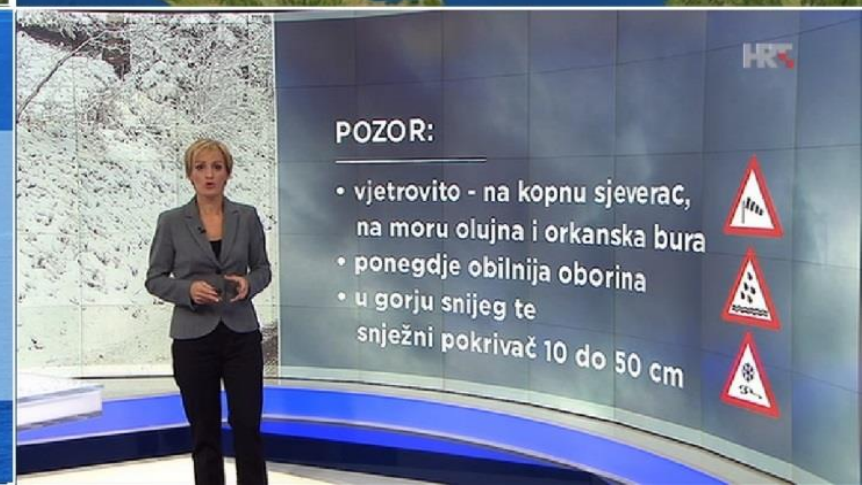 HRT
POZOR:
• vjetrovito - na kopnu sjeverac,
na moru olujna i orkanska bura
• ponegdje obilnija oborina
• u gorju snijeg te
snježni pokrivač 10 do 50 cm